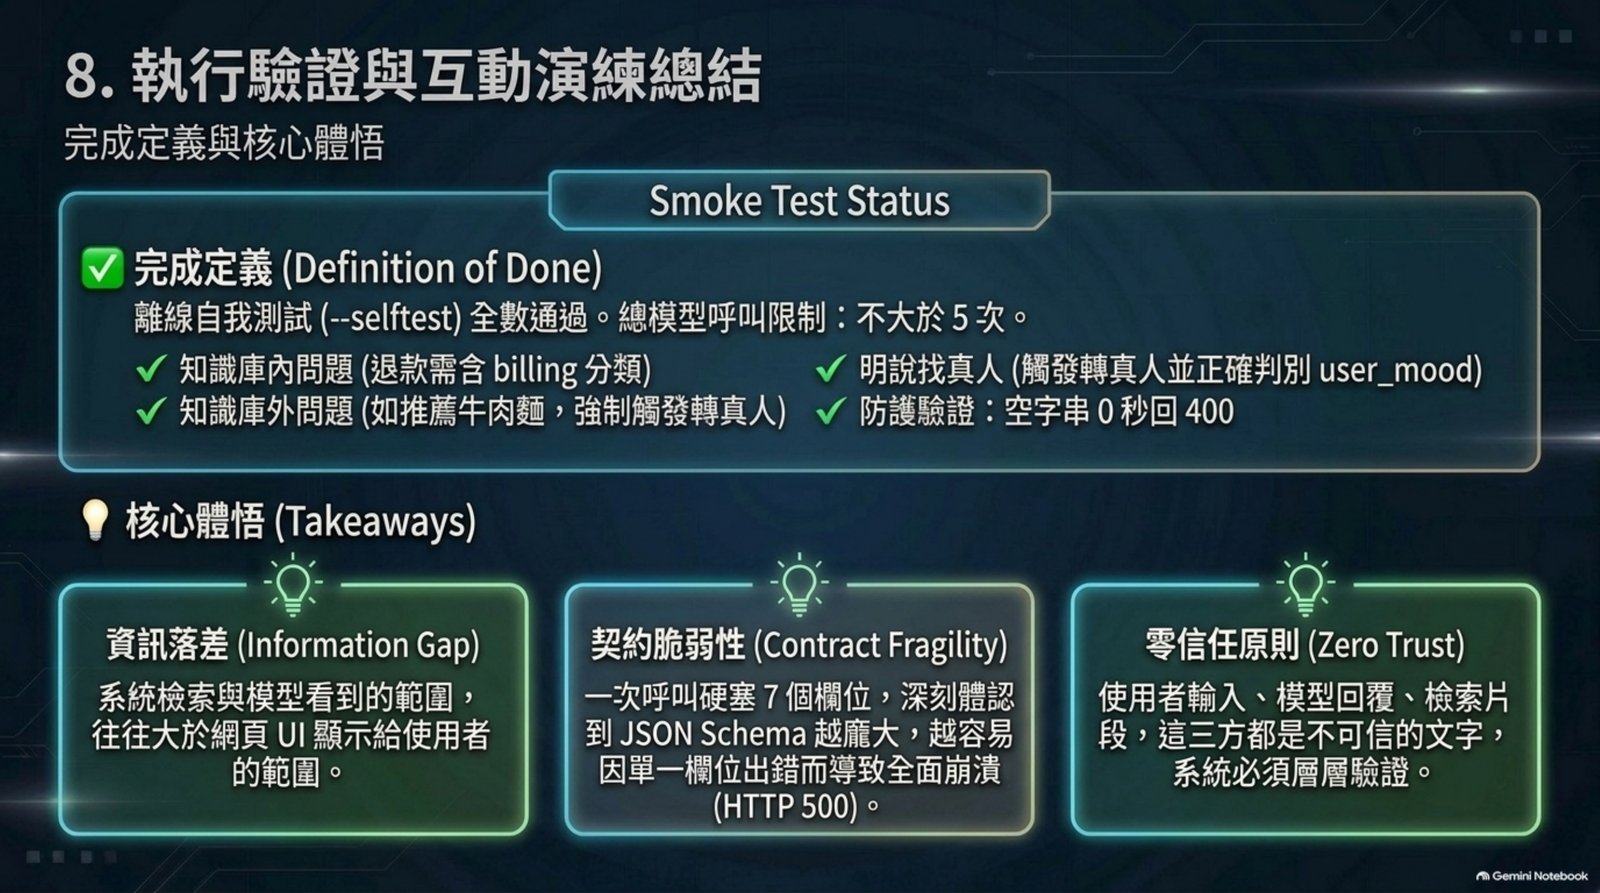 8. 執行驗證與互動演練總結
完成定義與核心體悟
Smoke Test Status
完成定義 (Definition of Done)
離線自我測試 (--selftest) 全數通過。總模型呼叫限制：不大於 5 次。
知識庫內問題 (退款需含 billing 分類)
知識庫外問題 (如推薦牛肉麵，強制觸發轉真人)
明說找真人 (觸發轉真人並正確判別 user_mood)
防護驗證：空字串 0 秒回 400
核心體悟 (Takeaways)
資訊落差 (Information Gap)
系統檢索與模型看到的範圍，
往往大於網頁 UI 顯示給使用者
的範圍。
契約脆弱性 (Contract Fragility)
一次呼叫硬塞 7 個欄位，深刻體認
到 JSON Schema 越龐大，越容易
因單一欄位出錯而導致全面崩潰
(HTTP 500)。
零信任原則 (Zero Trust)
使用者輸入、模型回覆、檢索片
段，這三方都是不可信的文字，
系統必須層層驗證。
Gemini Notebook